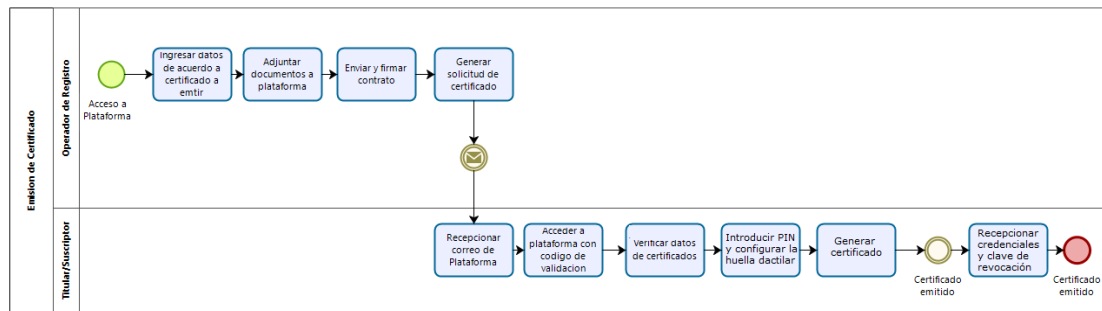 Emision de Certificado
Operador de Registro
Acceso a
Plataforma
Ingresar datos
de acuerdo a
certificado a
emtir
Adjuntar
documentos a
plataforma
Enviar y firmar
contrato
Generar
solicitud de
certificado
Titular/Suscriptor
Recepcionar
correo de
Plataforma
Acceder a
plataforma con
codigo de
validacion
Verificar datos
de certificados
Introducir PIN
y configurar la
huella dactilar
Generar
certificado
Certificado
emitido
Recepcionar
credenciales
y clave de
revocación
Certificado
emitido